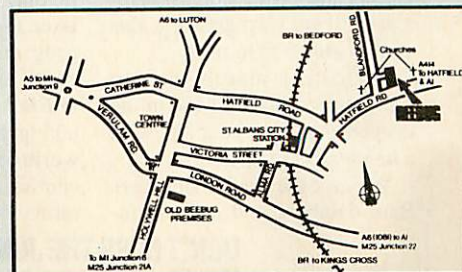 A6 to LUTON
BR to BEDFORD
BLANDFORD RD
Churches
A414
to HATFIELD
& A1
A5 to M1
Junction 9
CATHERINE ST
HATFIELD
ROAD
HATFIELD RD
BEEBUG
VERULAM RD
TOWN
CENTRE
ST.ALBANS CITY
STATION
VICTORIA STREET
ALMA RD
LONDON ROAD
HOLYWELL HILL
OLD BEEBUG
PREMISES
To M1 Junction 6
M25 Junction 21A
A6 (1081) to A1
M25 Junction 22
BR to KINGS CROSS